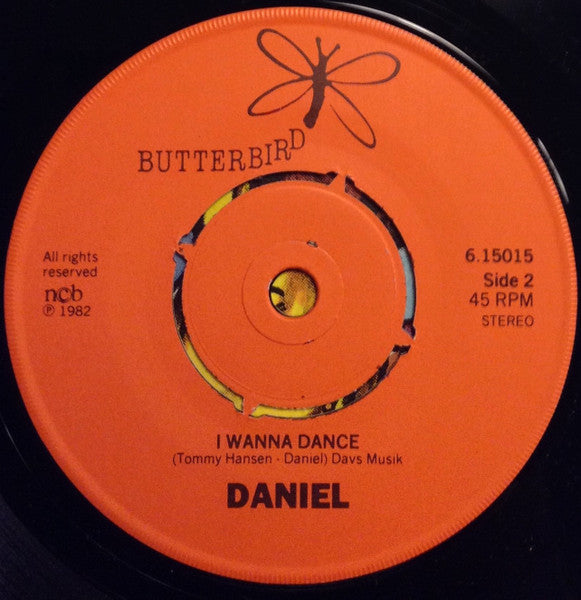 BUTTERBIRD
All rights
reserved
ncb
℗ 1982
6.15015
Side 2
45 RPM
STEREO
I WANNA DANCE
(Tommy Hansen - Daniel) Davs Musik
DANIEL